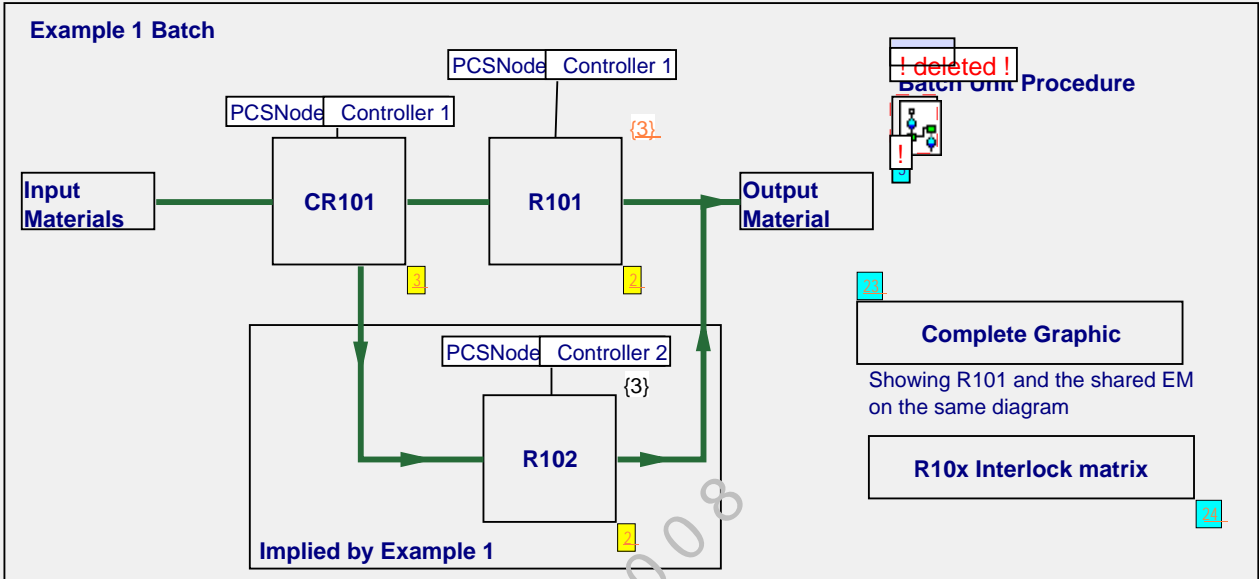 Example 1 Batch
PCSNode Controller 1
! deleted !
Batch Unit Procedure
PCSNode Controller 1
{3}
!
Input
Materials
CR101
R101
Output
Material
3
2
23
Complete Graphic
PCSNode Controller 2
Showing R101 and the shared EM
on the same diagram
{3}
R102
R10x Interlock matrix
2
24
Implied by Example 1
008